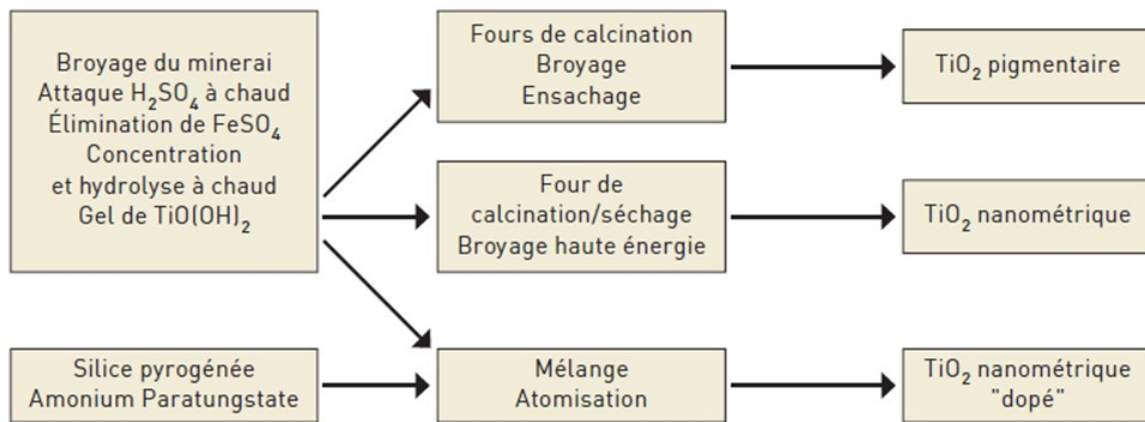 Broyage du minerai
Attaque H₂SO₄ à chaud
Élimination de FeSO₄
Concentration
et hydrolyse à chaud
Gel de TiO(OH)₂
Fours de calcination
Broyage
Ensachage
TiO₂ pigmentaire
Four de
calcination/séchage
Broyage haute énergie
TiO₂ nanométrique
Silice pyrogénée
Amonium Paratungstate
Mélange
Atomisation
TiO₂ nanométrique
"dopé"